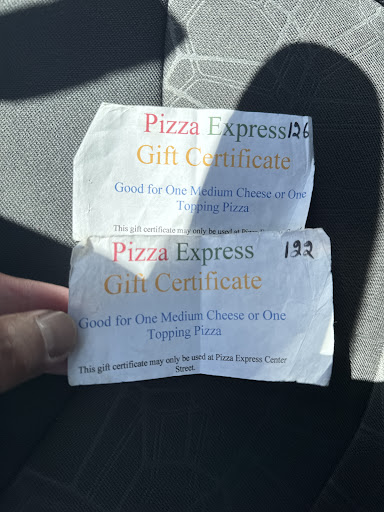 Pizza Express 126
Gift Certificate
Good for One Medium Cheese or One
Topping Pizza
This gift certificate may only be used at
Pizza Express 122
Gift Certificate
Good for One Medium Cheese or One
Topping Pizza
This gift certificate may only be used at Pizza Express Center
Street.